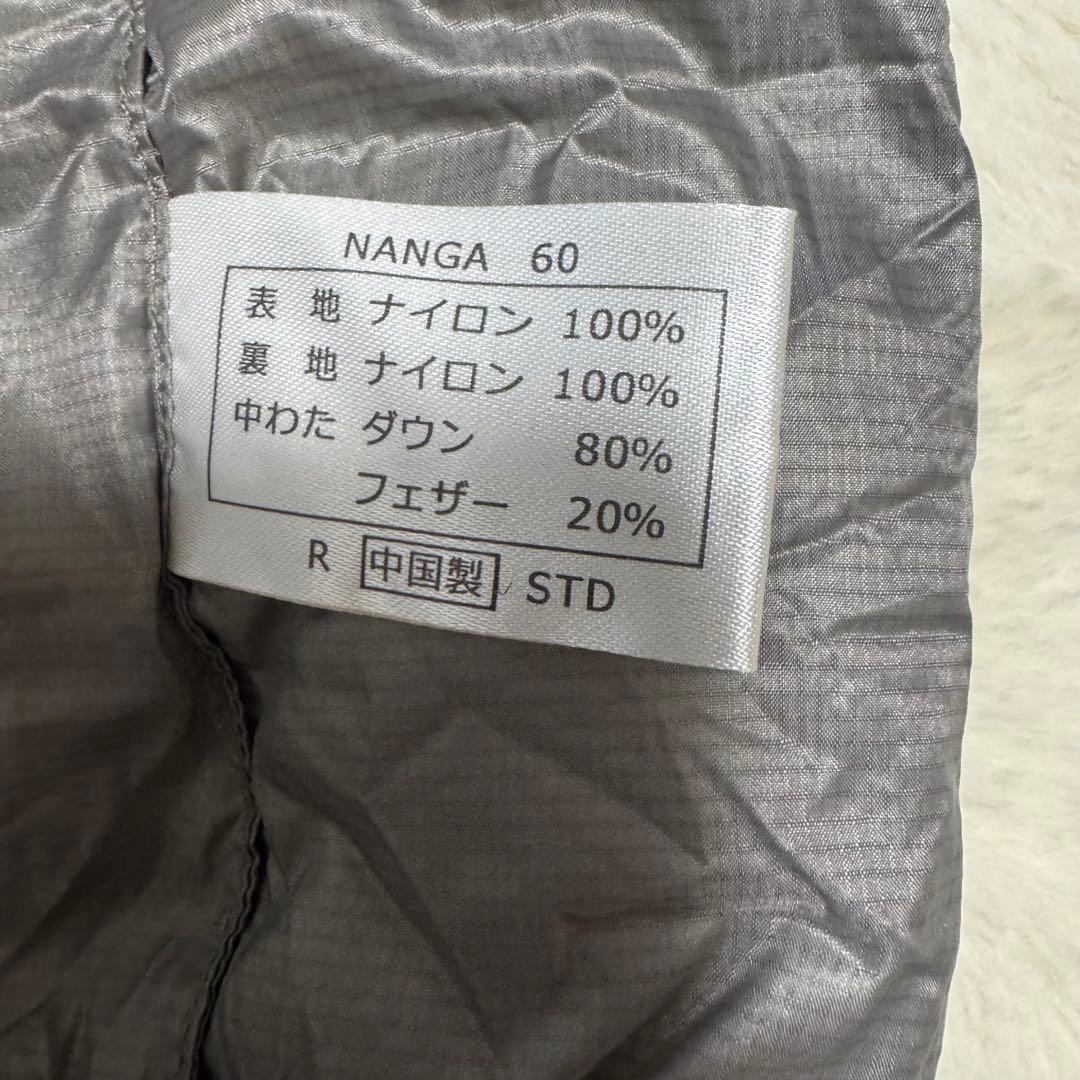 NANGA 60
表 地 ナイロン 100%
裏 地 ナイロン 100%
中わた ダウン 80%
フェザー 20%
R 中国製 STD